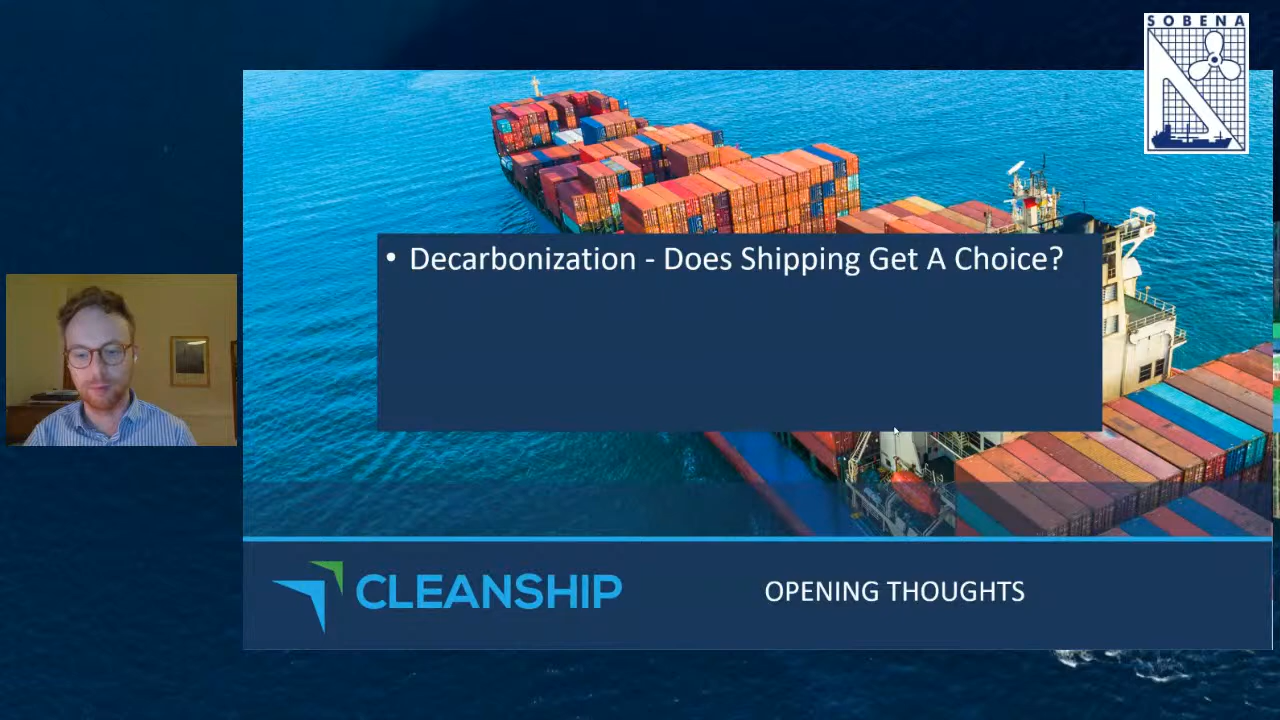 SOBENA
• Decarbonization - Does Shipping Get A Choice?
CLEANSHIP
OPENING THOUGHTS